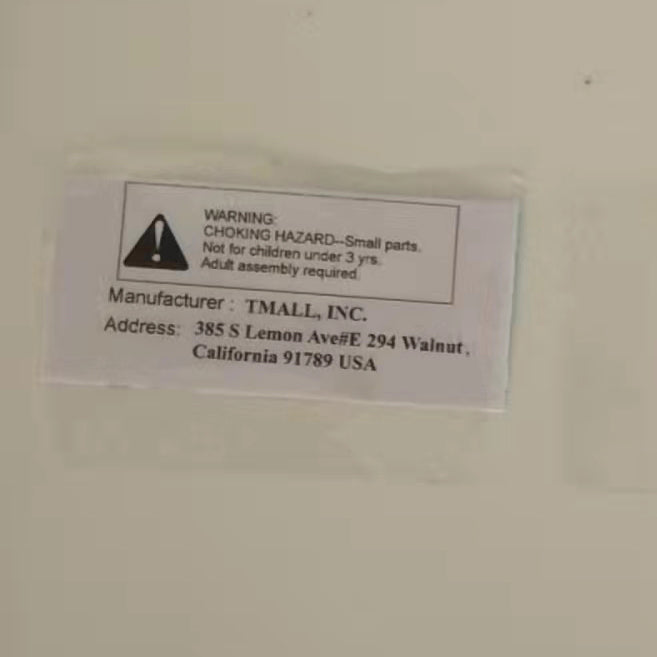 WARNING:
CHOKING HAZARD--Small parts.
Not for children under 3 yrs.
Adult assembly required.
Manufacturer : TMALL, INC.
Address: 385 S Lemon Ave#E 294 Walnut,
California 91789 USA